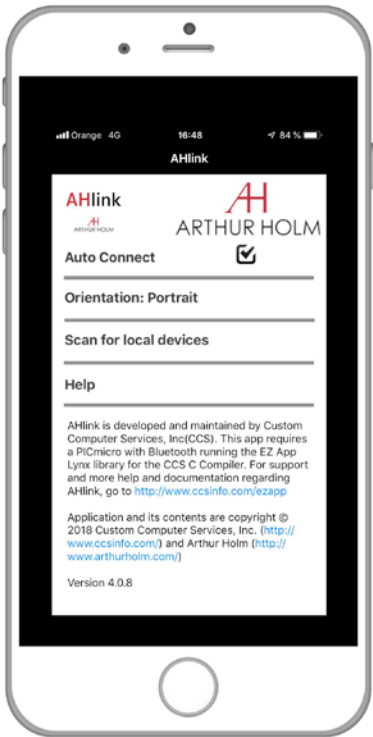 Orange 4G 16:48 84 %
AHlink
AHlink
AH
ARTHUR HOLM
AH
ARTHUR HOLM
Auto Connect
Orientation: Portrait
Scan for local devices
Help
AHlink is developed and maintained by Custom
Computer Services, Inc(CCS). This app requires
a PICmicro with Bluetooth running the EZ App
Lynx library for the CCS C Compiler. For support
and more help and documentation regarding
AHlink, go to http://www.ccsinfo.com/ezapp
Application and its contents are copyright ©
2018 Custom Computer Services, Inc. (http://
www.ccsinfo.com/) and Arthur Holm (http://
www.arthurholm.com/)
Version 4.0.8